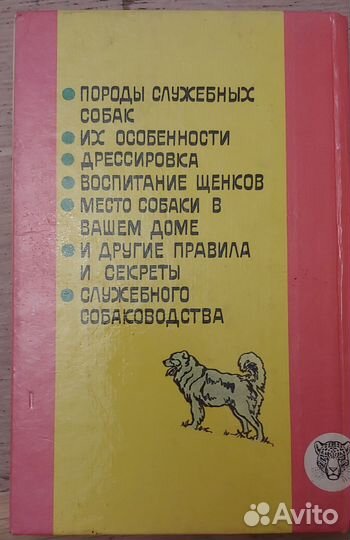 ПОРОДЫ СЛУЖЕБНЫХ
СОБАК
ИХ ОСОБЕННОСТИ
ДРЕССИРОВКА
ВОСПИТАНИЕ ЩЕНКОВ
МЕСТО СОБАКИ В
ВАШЕМ ДОМЕ
И ДРУГИЕ ПРАВИЛА
И СЕКРЕТЫ
СЛУЖЕБНОГО
СОБАКОВОДСТВА
Avito